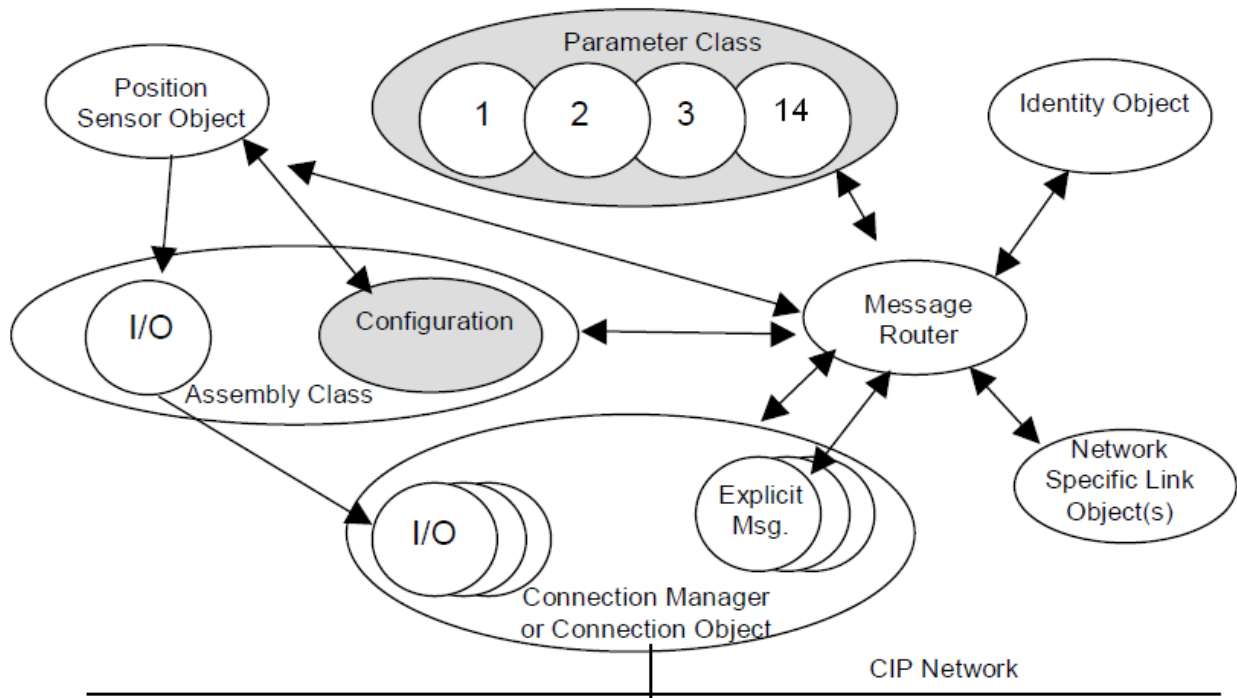 Parameter Class
1
2
3
14
Position
Sensor Object
Identity Object
I/O
Configuration
Assembly Class
Message
Router
I/O
Explicit
Msg.
Connection Manager
or Connection Object
Network
Specific Link
Object(s)
CIP Network